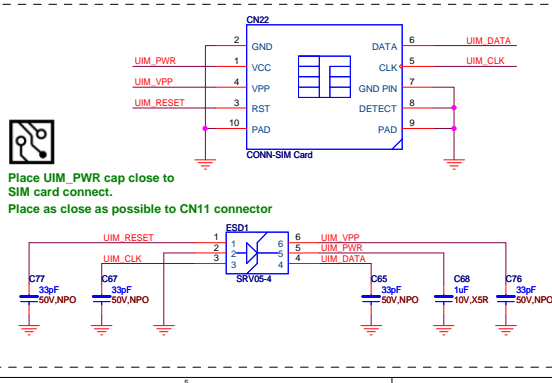 CN22
2 GND DATA 6 UIM_DATA
UIM_PWR 1 VCC CLK 5 UIM_CLK
UIM_VPP 4 VPP GND PIN 7
UIM_RESET 3 RST DETECT 8
10 PAD PAD 9
CONN-SIM Card
Place UIM_PWR cap close to
SIM card connect.
Place as close as possible to CN11 connector
ESD1
UIM_RESET 1 1 6 6 UIM_VPP
2 2 5 5 UIM_PWR
UIM_CLK 3 3 4 4 UIM_DATA
SRV05-4
C77
33pF
50V,NPO
C67
33pF
50V,NPO
C65
33pF
50V,NPO
C68
1uF
10V,X5R
C76
33pF
50V,NPO